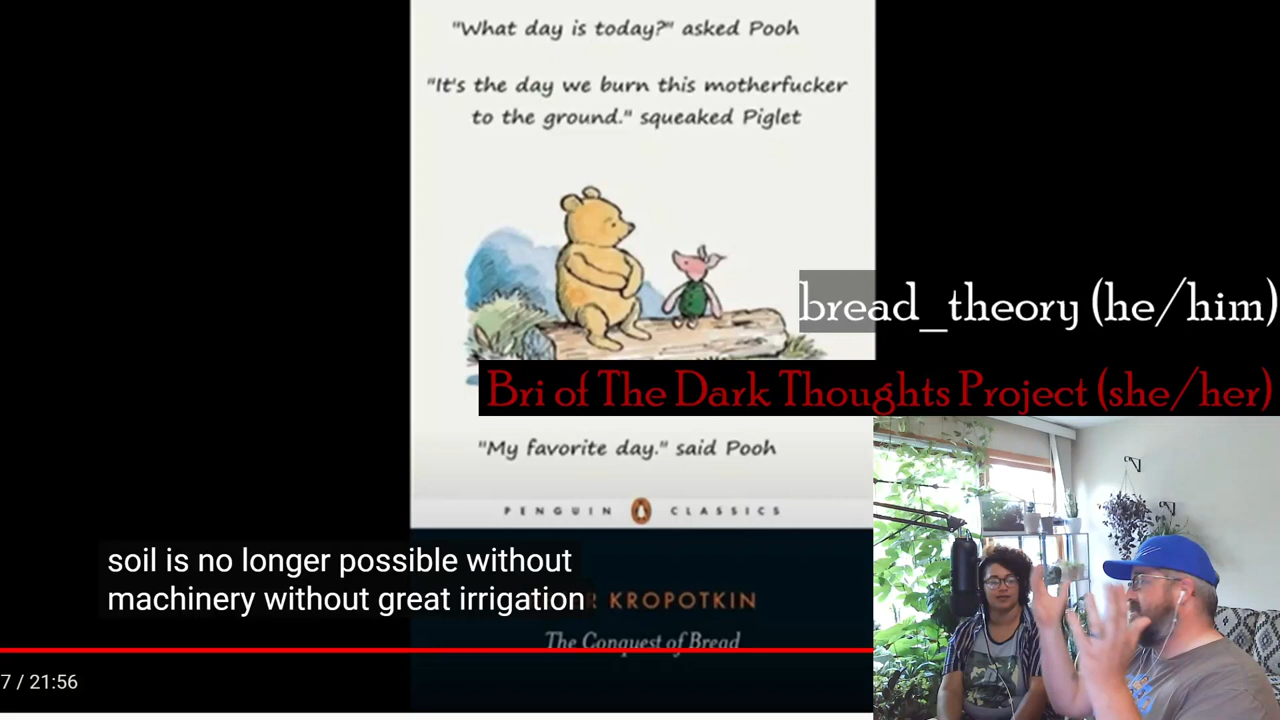 "What day is today?" asked Pooh
"It's the day we burn this motherfucker
to the ground." squeaked Piglet
bread_theory (he/him)
Bri of The Dark Thoughts Project (she/her)
"My favorite day." said Pooh
PENGUIN CLASSICS
soil is no longer possible without
machinery without great irrigation
KROPOTKIN
The Conquest of Bread
7 / 21:56